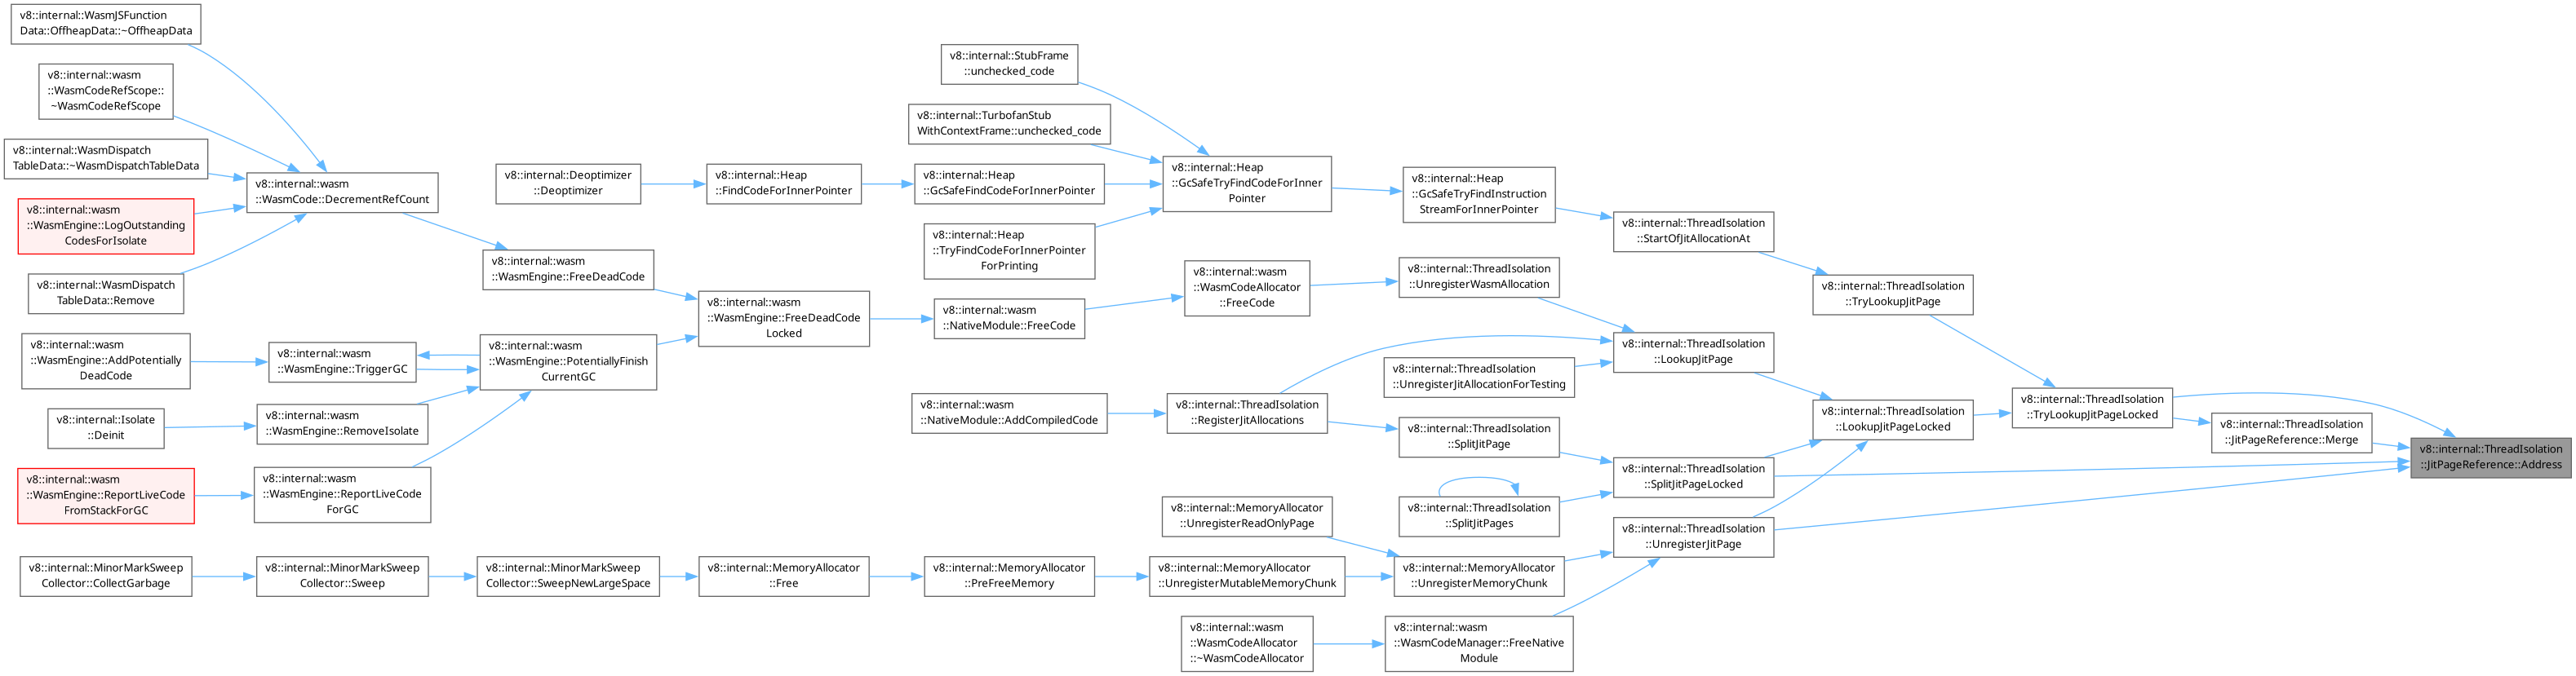 v8::internal::WasmJSFunction
Data::OffheapData::~OffheapData
v8::internal::wasm
::WasmCodeRefScope::
~WasmCodeRefScope
v8::internal::WasmDispatch
TableData::~WasmDispatchTableData
v8::internal::wasm
::WasmEngine::LogOutstanding
CodesForIsolate
v8::internal::WasmDispatch
TableData::Remove
v8::internal::wasm
::WasmEngine::AddPotentially
DeadCode
v8::internal::Isolate
::Deinit
v8::internal::wasm
::WasmEngine::ReportLiveCode
FromStackForGC
v8::internal::MinorMarkSweep
Collector::CollectGarbage
v8::internal::wasm
::WasmCode::DecrementRefCount
v8::internal::wasm
::WasmEngine::TriggerGC
v8::internal::wasm
::WasmEngine::RemoveIsolate
v8::internal::wasm
::WasmEngine::ReportLiveCode
ForGC
v8::internal::MinorMarkSweep
Collector::Sweep
v8::internal::Deoptimizer
::Deoptimizer
v8::internal::wasm
::WasmEngine::FreeDeadCode
v8::internal::wasm
::WasmEngine::PotentiallyFinish
CurrentGC
v8::internal::MinorMarkSweep
Collector::SweepNewLargeSpace
v8::internal::Heap
::FindCodeForInnerPointer
v8::internal::wasm
::WasmEngine::FreeDeadCode
Locked
v8::internal::MemoryAllocator
::Free
v8::internal::StubFrame
::unchecked_code
v8::internal::TurbofanStub
WithContextFrame::unchecked_code
v8::internal::Heap
::GcSafeFindCodeForInnerPointer
v8::internal::Heap
::TryFindCodeForInnerPointer
ForPrinting
v8::internal::wasm
::NativeModule::FreeCode
v8::internal::wasm
::NativeModule::AddCompiledCode
v8::internal::MemoryAllocator
::PreFreeMemory
v8::internal::Heap
::GcSafeTryFindCodeForInner
Pointer
v8::internal::wasm
::WasmCodeAllocator
::FreeCode
v8::internal::ThreadIsolation
::RegisterJitAllocations
v8::internal::MemoryAllocator
::UnregisterReadOnlyPage
v8::internal::MemoryAllocator
::UnregisterMutableMemoryChunk
v8::internal::wasm
::WasmCodeAllocator
::~WasmCodeAllocator
v8::internal::Heap
::GcSafeTryFindInstruction
StreamForInnerPointer
v8::internal::ThreadIsolation
::UnregisterWasmAllocation
v8::internal::ThreadIsolation
::UnregisterJitAllocationForTesting
v8::internal::ThreadIsolation
::SplitJitPage
v8::internal::ThreadIsolation
::SplitJitPages
v8::internal::MemoryAllocator
::UnregisterMemoryChunk
v8::internal::wasm
::WasmCodeManager::FreeNative
Module
v8::internal::ThreadIsolation
::StartOfJitAllocationAt
v8::internal::ThreadIsolation
::LookupJitPage
v8::internal::ThreadIsolation
::SplitJitPageLocked
v8::internal::ThreadIsolation
::UnregisterJitPage
v8::internal::ThreadIsolation
::TryLookupJitPage
v8::internal::ThreadIsolation
::LookupJitPageLocked
v8::internal::ThreadIsolation
::TryLookupJitPageLocked
v8::internal::ThreadIsolation
::JitPageReference::Merge
v8::internal::ThreadIsolation
::JitPageReference::Address